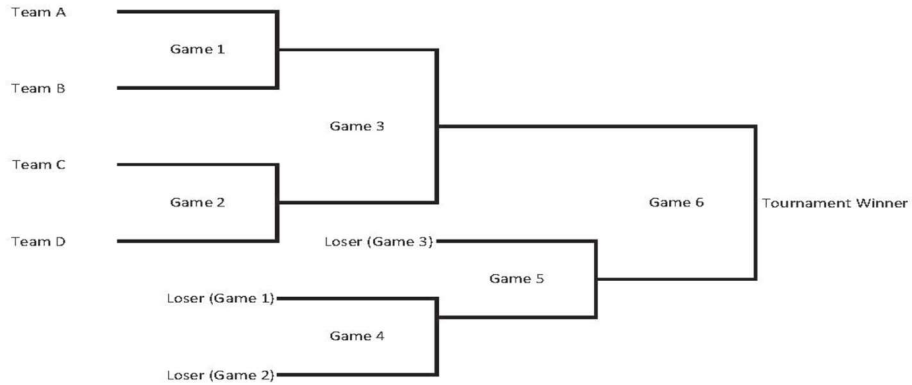 Team A
Game 1
Team B
Game 3
Team C
Game 2
Game 6
Tournament Winner
Team D
Loser (Game 3)
Game 5
Loser (Game 1)
Game 4
Loser (Game 2)